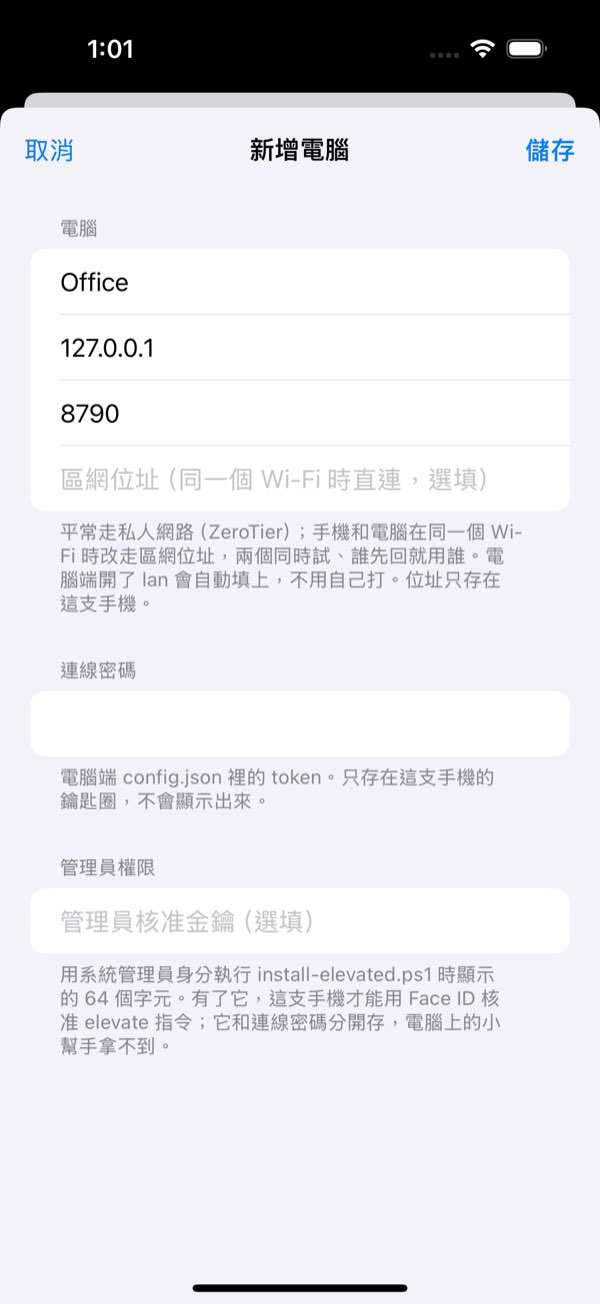 1:01
取消
新增電腦
儲存
電腦
Office
127.0.0.1
8790
區網位址（同一個 Wi-Fi 時直連，選填）
平常走私人網路（ZeroTier）；手機和電腦在同一個 Wi-
Fi 時改走區網位址，兩個同時試、誰先回就用誰。電
腦端開了 lan 會自動填上，不用自己打。位址只存在
這支手機。
連線密碼
電腦端 config.json 裡的 token。只存在這支手機的
鑰匙圈，不會顯示出來。
管理員權限
管理員核准金鑰（選填）
用系統管理員身分執行 install-elevated.ps1 時顯示
的 64 個字元。有了它，這支手機才能用 Face ID 核
准 elevate 指令；它和連線密碼分開存，電腦上的小
幫手拿不到。